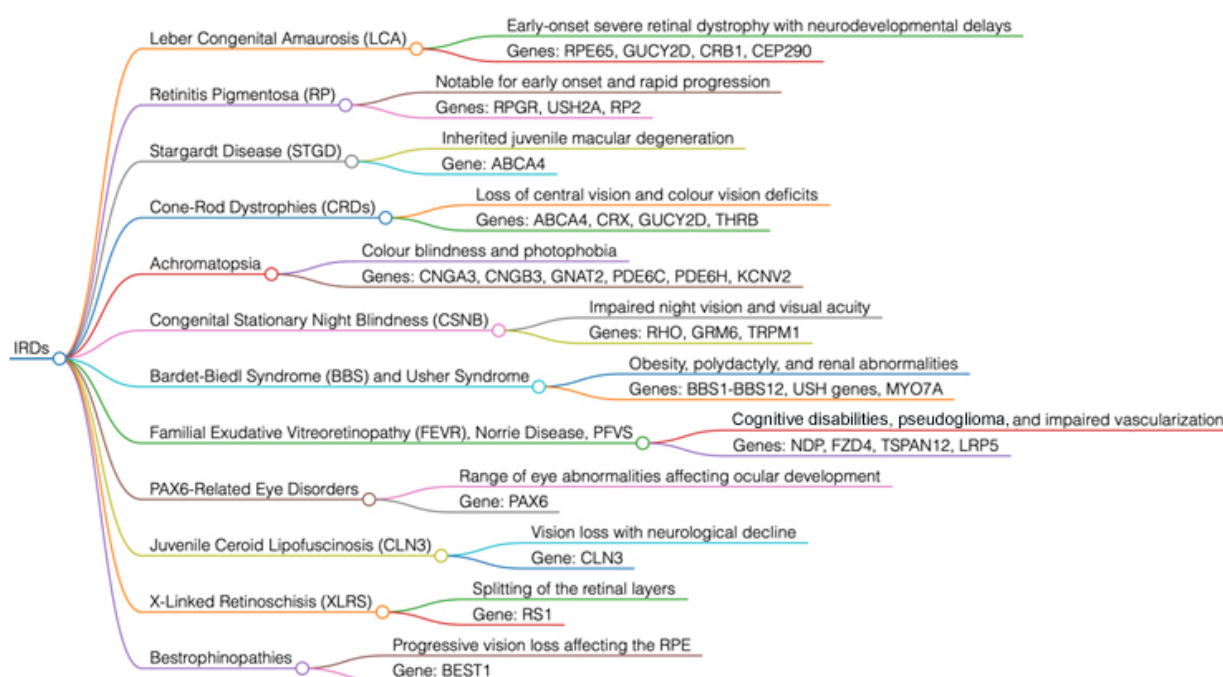 Leber Congenital Amaurosis (LCA)
Early-onset severe retinal dystrophy with neurodevelopmental delays
Genes: RPE65, GUCY2D, CRB1, CEP290
Retinitis Pigmentosa (RP)
Notable for early onset and rapid progression
Genes: RPGR, USH2A, RP2
Stargardt Disease (STGD)
Inherited juvenile macular degeneration
Gene: ABCA4
Cone-Rod Dystrophies (CRDs)
Loss of central vision and colour vision deficits
Genes: ABCA4, CRX, GUCY2D, THRB
Achromatopsia
Colour blindness and photophobia
Genes: CNGA3, CNGB3, GNAT2, PDE6C, PDE6H, KCNV2
Congenital Stationary Night Blindness (CSNB)
Impaired night vision and visual acuity
Genes: RHO, GRM6, TRPM1
IRDs
Bardet-Biedl Syndrome (BBS) and Usher Syndrome
Obesity, polydactyly, and renal abnormalities
Genes: BBS1-BBS12, USH genes, MYO7A
Familial Exudative Vitreoretinopathy (FEVR), Norrie Disease, PFVS
Cognitive disabilities, pseudoglioma, and impaired vascularization
Genes: NDP, FZD4, TSPAN12, LRP5
PAX6-Related Eye Disorders
Range of eye abnormalities affecting ocular development
Gene: PAX6
Juvenile Ceroid Lipofuscinosis (CLN3)
Vision loss with neurological decline
Gene: CLN3
X-Linked Retinoschisis (XLRS)
Splitting of the retinal layers
Gene: RS1
Bestrophinopathies
Progressive vision loss affecting the RPE
Gene: BEST1